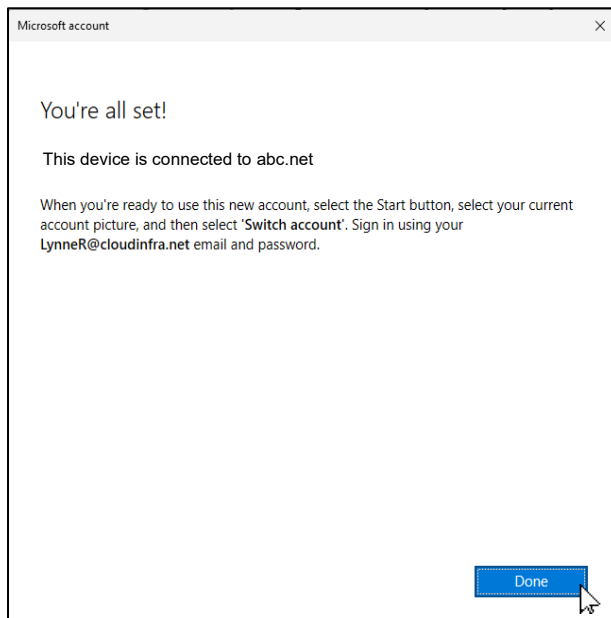 Microsoft account
You're all set!
This device is connected to abc.net
When you're ready to use this new account, select the Start button, select your current
account picture, and then select 'Switch account'. Sign in using your
LynneR@cloudinfra.net email and password.
Done